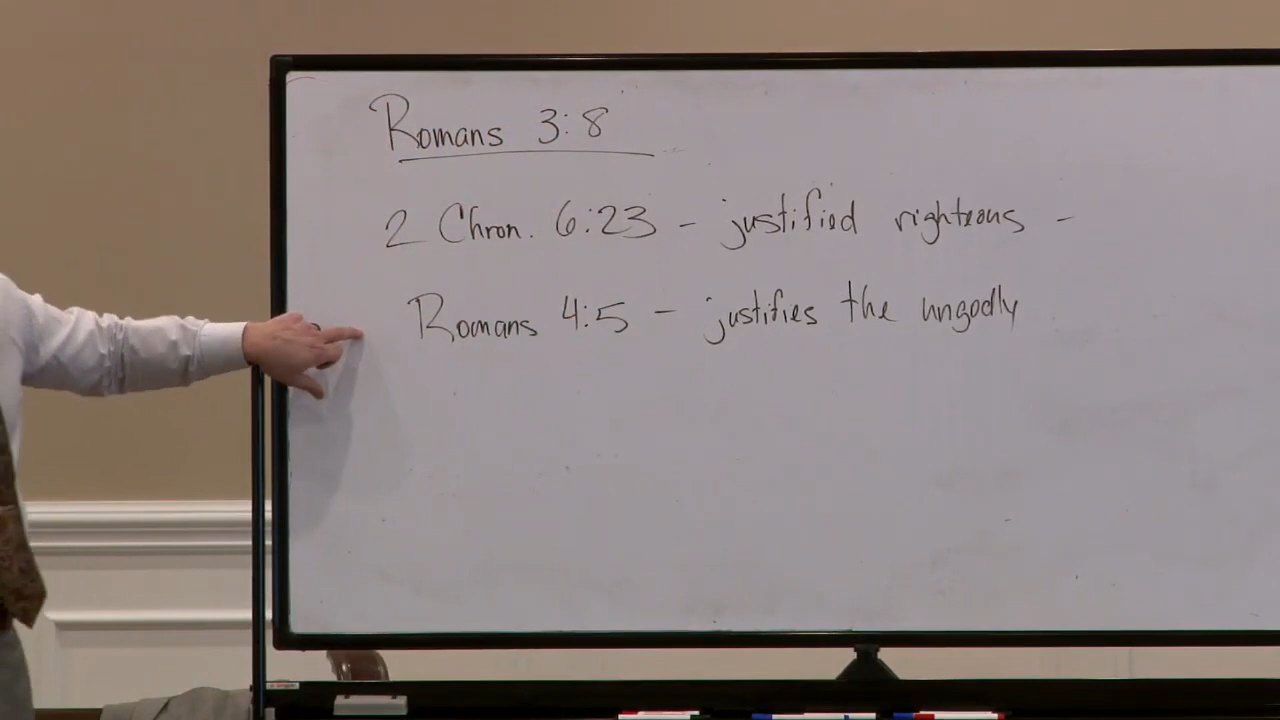 Romans 3:8
2 Chron. 6:23 - justified righteous -
Romans 4:5 - justifies the ungodly